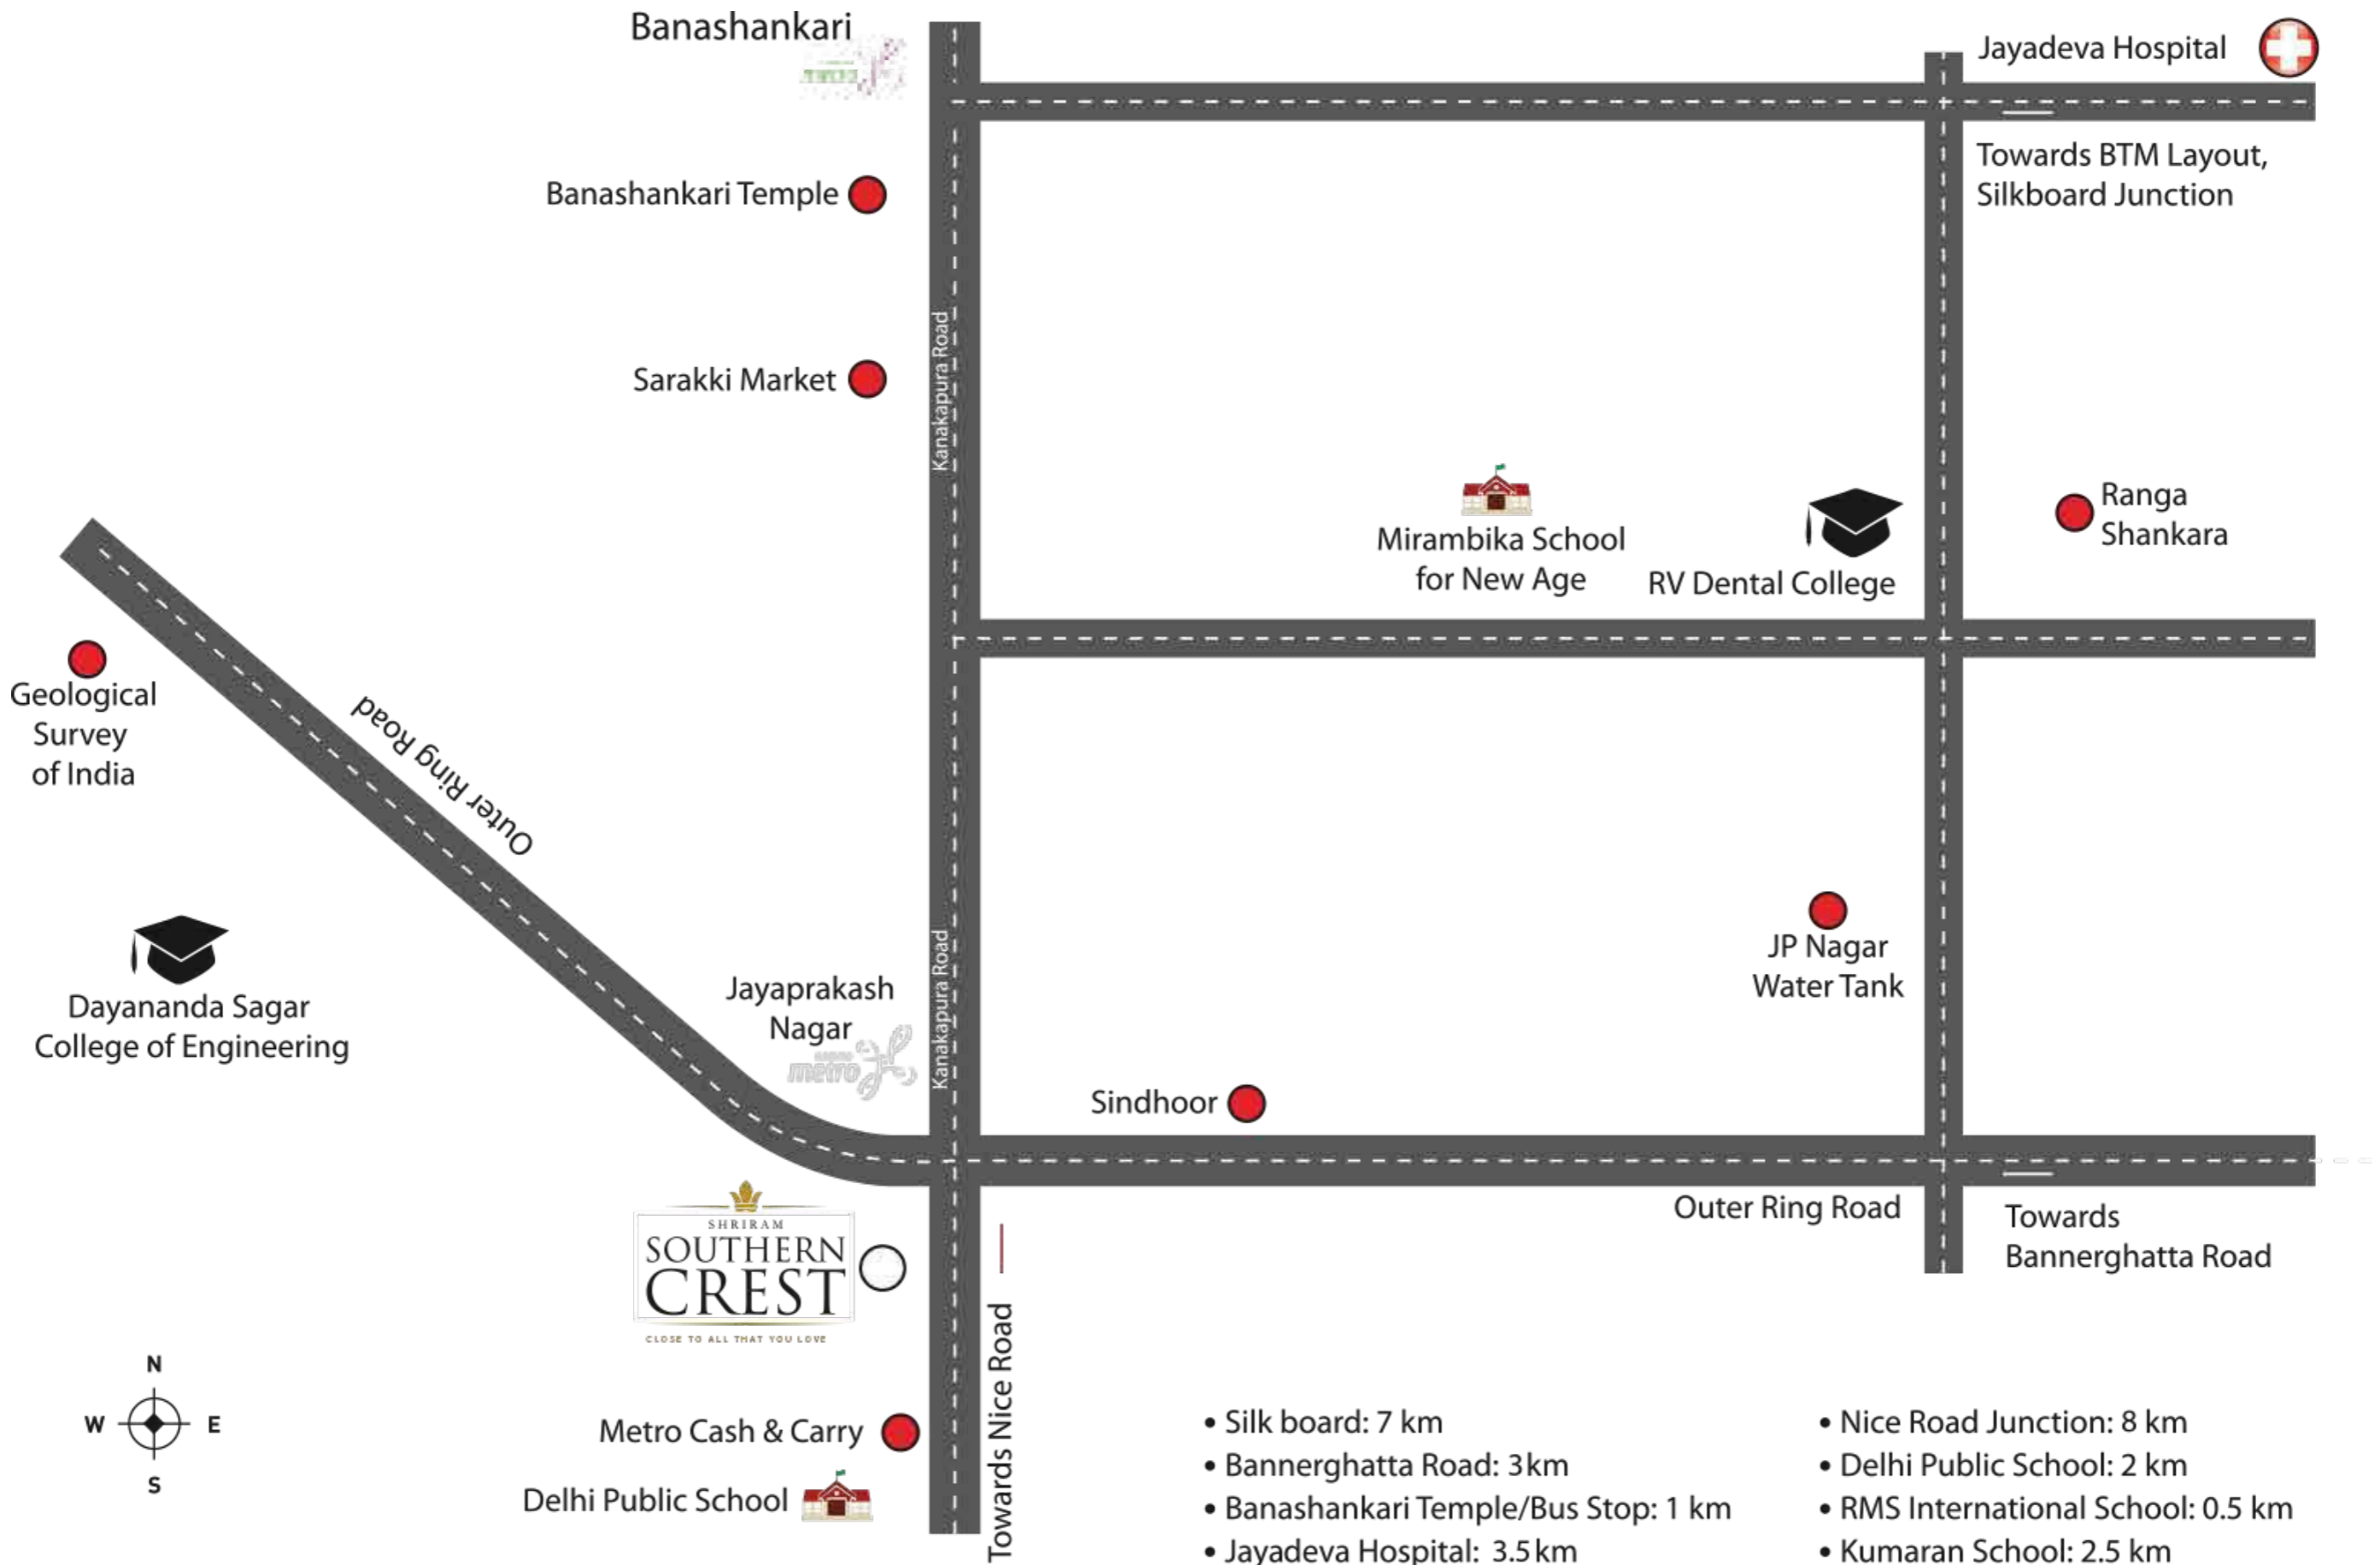 Banashankari
Jayadeva Hospital
Towards BTM Layout,
Silkboard Junction
Banashankari Temple
Kanakapura Road
Sarakki Market
Mirambika School
for New Age
RV Dental College
Ranga
Shankara
Geological
Survey
of India
Outer Ring Road
Dayananda Sagar
College of Engineering
Jayaprakash
Nagar
metro
Kanakapura Road
JP Nagar
Water Tank
Sindhoor
Outer Ring Road
Towards
Bannerghatta Road
SHRIRAM
SOUTHERN
CREST
CLOSE TO ALL THAT YOU LOVE
Towards Nice Road
N
W E
S
Metro Cash & Carry
Delhi Public School
• Silk board: 7 km
• Bannerghatta Road: 3km
• Banashankari Temple/Bus Stop: 1 km
• Jayadeva Hospital: 3.5km
• Nice Road Junction: 8 km
• Delhi Public School: 2 km
• RMS International School: 0.5 km
• Kumaran School: 2.5 km